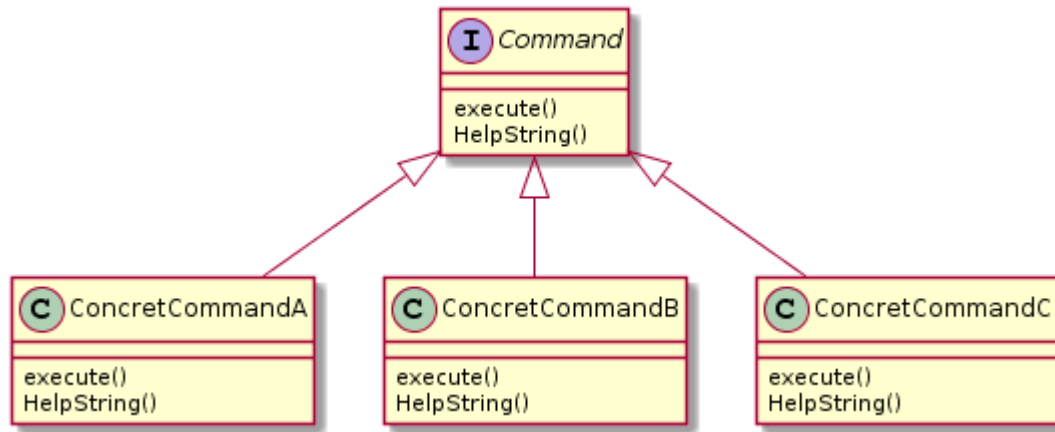 I Command
execute()
HelpString()
C ConcretCommandA
execute()
HelpString()
C ConcretCommandB
execute()
HelpString()
C ConcretCommandC
execute()
HelpString()